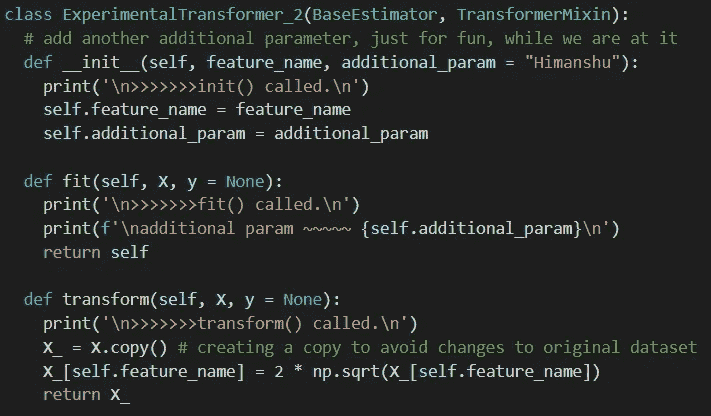 class ExperimentalTransformer_2(BaseEstimator, TransformerMixin):
  # add another additional parameter, just for fun, while we are at it
  def __init__(self, feature_name, additional_param = "Himanshu"):
    print('\n>>>>>>>init() called.\n')
    self.feature_name = feature_name
    self.additional_param = additional_param

  def fit(self, X, y = None):
    print('\n>>>>>>>fit() called.\n')
    print(f'\nadditional param ~~~~~ {self.additional_param}\n')
    return self

  def transform(self, X, y = None):
    print('\n>>>>>>>transform() called.\n')
    X_ = X.copy() # creating a copy to avoid changes to original dataset
    X_[self.feature_name] = 2 * np.sqrt(X_[self.feature_name])
    return X_